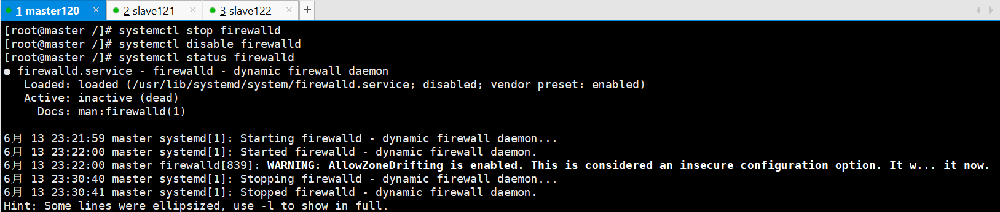 1 master120 × 2 slave121 × 3 slave122 × +
[root@master /]# systemctl stop firewalld
[root@master /]# systemctl disable firewalld
[root@master /]# systemctl status firewalld
● firewalld.service - firewalld - dynamic firewall daemon
   Loaded: loaded (/usr/lib/systemd/system/firewalld.service; disabled; vendor preset: enabled)
   Active: inactive (dead)
     Docs: man:firewalld(1)
6月 13 23:21:59 master systemd[1]: Starting firewalld - dynamic firewall daemon...
6月 13 23:22:00 master systemd[1]: Started firewalld - dynamic firewall daemon.
6月 13 23:22:00 master firewalld[839]: WARNING: AllowZoneDrifting is enabled. This is considered an insecure configuration option. It w... it now.
6月 13 23:30:40 master systemd[1]: Stopping firewalld - dynamic firewall daemon...
6月 13 23:30:41 master systemd[1]: Stopped firewalld - dynamic firewall daemon.
Hint: Some lines were ellipsized, use -l to show in full.